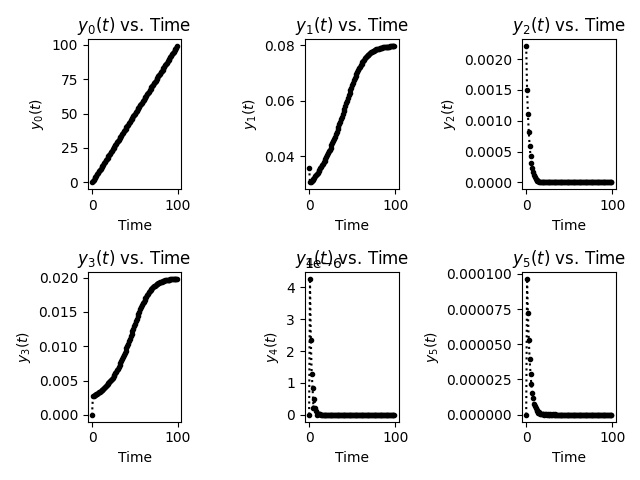 y₀(t) vs. Time
y₁(t) vs. Time
y₂(t) vs. Time
100
75
50
25
0
y₀(t)
0
100
Time
0.08
0.06
0.04
y₁(t)
0
100
Time
0.0020
0.0015
0.0010
0.0005
0.0000
y₂(t)
0
100
Time
y₃(t) vs. Time
y₄(t) vs. Time
y₅(t) vs. Time
0.020
0.015
0.010
0.005
0.000
y₃(t)
0
100
Time
1e−6
4
3
2
1
0
y₄(t)
0
100
Time
0.000100
0.000075
0.000050
0.000025
0.000000
y₅(t)
0
100
Time